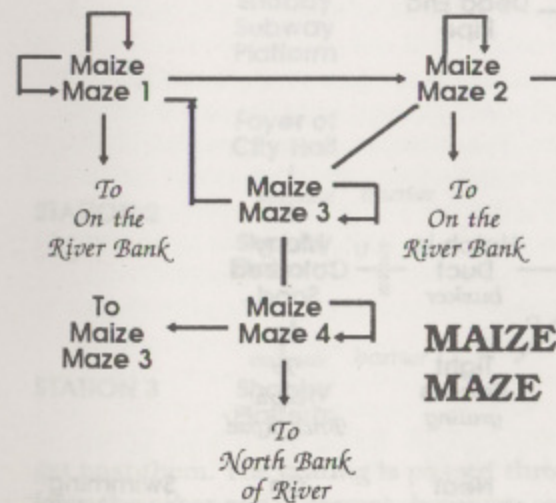 Maize
Maze 1
Maize
Maze 2
To
On the
River Bank
Maize
Maze 3
To
On the
River Bank
To
Maize
Maze 3
Maize
Maze 4
MAIZE
MAZE
To
North Bank
of River